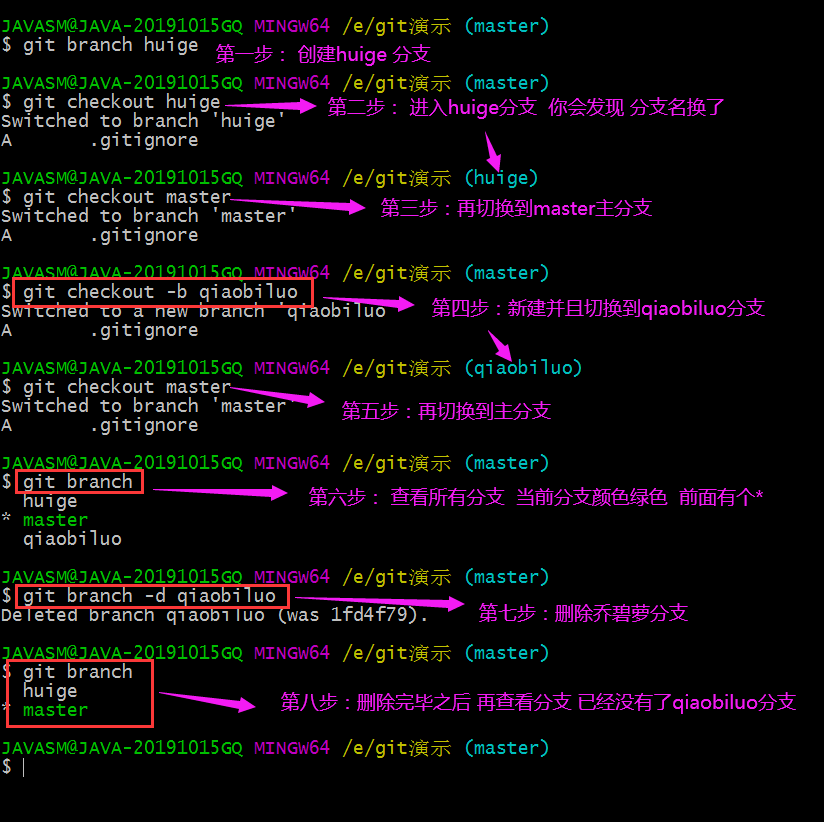 JAVASM@JAVA-20191015GQ MINGW64 /e/git演示 (master)
$ git branch huige
第一步： 创建huige 分支
JAVASM@JAVA-20191015GQ MINGW64 /e/git演示 (master)
$ git checkout huige
第二步： 进入huige分支 你会发现 分支名换了
Switched to branch 'huige'
A .gitignore
JAVASM@JAVA-20191015GQ MINGW64 /e/git演示 (huige)
$ git checkout master
第三步：再切换到master主分支
Switched to branch 'master'
A .gitignore
JAVASM@JAVA-20191015GQ MINGW64 /e/git演示 (master)
$ git checkout -b qiaobiluo
第四步：新建并且切换到qiaobiluo分支
Switched to a new branch 'qiaobiluo
A .gitignore
JAVASM@JAVA-20191015GQ MINGW64 /e/git演示 (qiaobiluo)
$ git checkout master
Switched to branch 'master'
第五步：再切换到主分支
A .gitignore
JAVASM@JAVA-20191015GQ MINGW64 /e/git演示 (master)
$ git branch
第六步： 查看所有分支 当前分支颜色绿色 前面有个*
huige
* master
qiaobiluo
JAVASM@JAVA-20191015GQ MINGW64 /e/git演示 (master)
$ git branch -d qiaobiluo
第七步：删除乔碧萝分支
Deleted branch qiaobiluo (was 1fd4f79).
JAVASM@JAVA-20191015GQ MINGW64 /e/git演示 (master)
$ git branch
huige
第八步：删除完毕之后 再查看分支 已经没有了qiaobiluo分支
* master
JAVASM@JAVA-20191015GQ MINGW64 /e/git演示 (master)
$